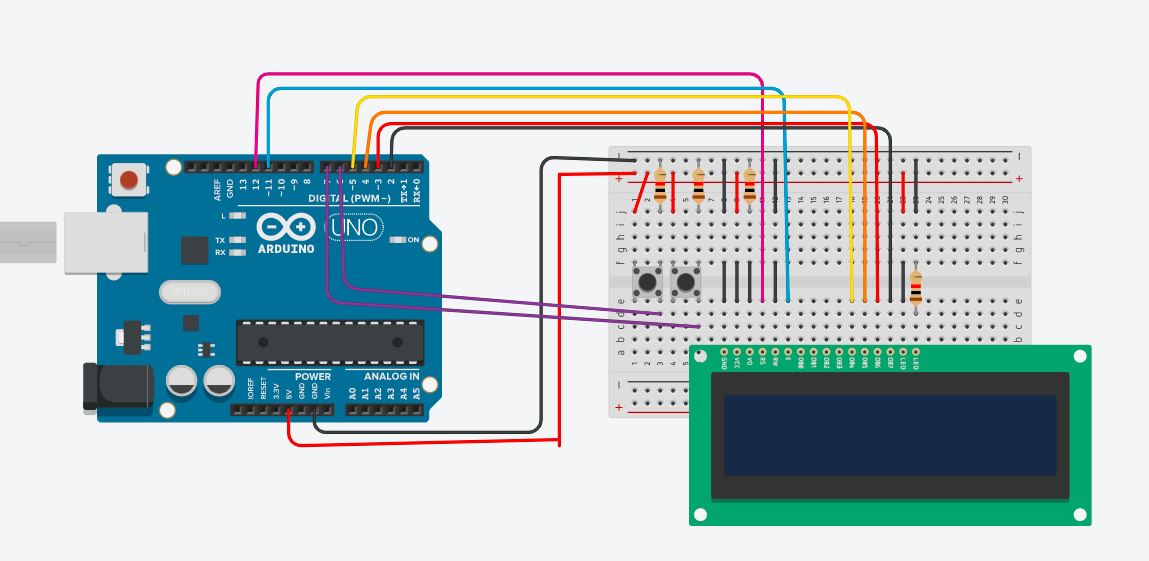 AREF
GND
13
12
~11
~10
~9
8
7
6
~5
4
~3
2
TX→1
RX←0
DIGITAL (PWM~)
L
TX
RX
ARDUINO
UNO
ON
POWER
ANALOG IN
IOREF
RESET
3.3V
5V
GND
GND
Vin
A0
A1
A2
A3
A4
A5
j
i
h
g
f
e
d
c
b
a
GND
VCC
VO
RS
RW
E
DB0
DB1
DB2
DB3
DB4
DB5
DB6
DB7
LED
LED